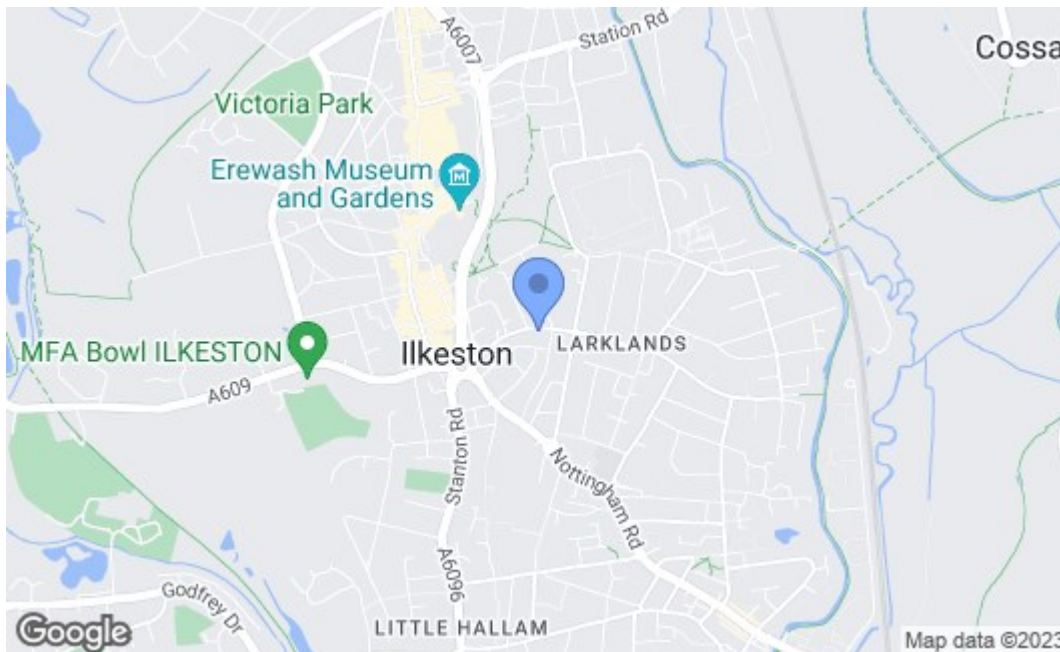 A6007
Station Rd
Cossa
Victoria Park
Erewash Museum
and Gardens
MFA Bowl ILKESTON
Ilkeston
LARKLANDS
A609
Stanton Rd
Nottingham Rd
A6096
Godfrey Dr
LITTLE HALLAM
Google
Map data ©2023